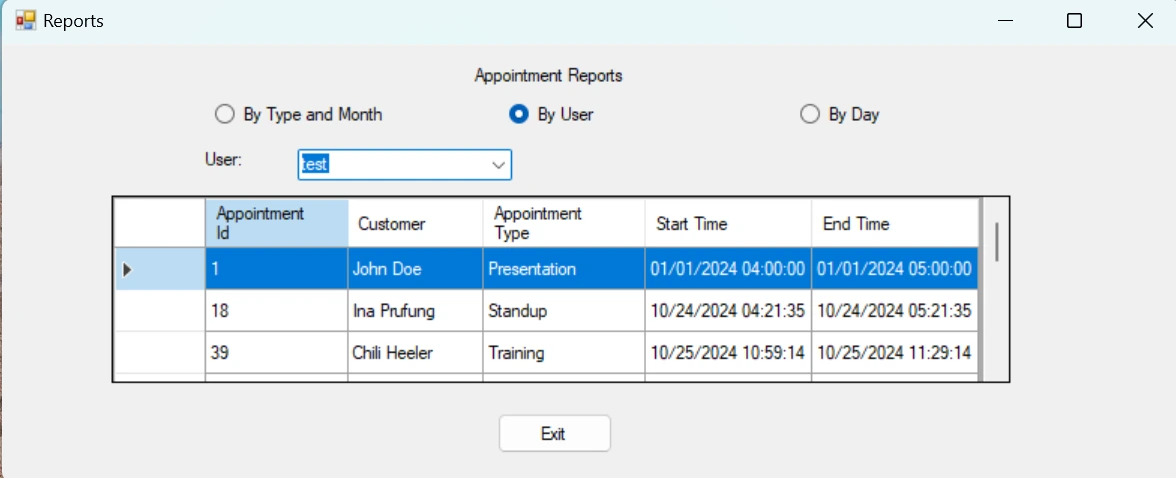 Reports
Appointment Reports
By Type and Month By User By Day
User: test
Appointment Id Customer Appointment Type Start Time End Time
1 John Doe Presentation 01/01/2024 04:00:00 01/01/2024 05:00:00
18 Ina Prufung Standup 10/24/2024 04:21:35 10/24/2024 05:21:35
39 Chili Heeler Training 10/25/2024 10:59:14 10/25/2024 11:29:14
Exit